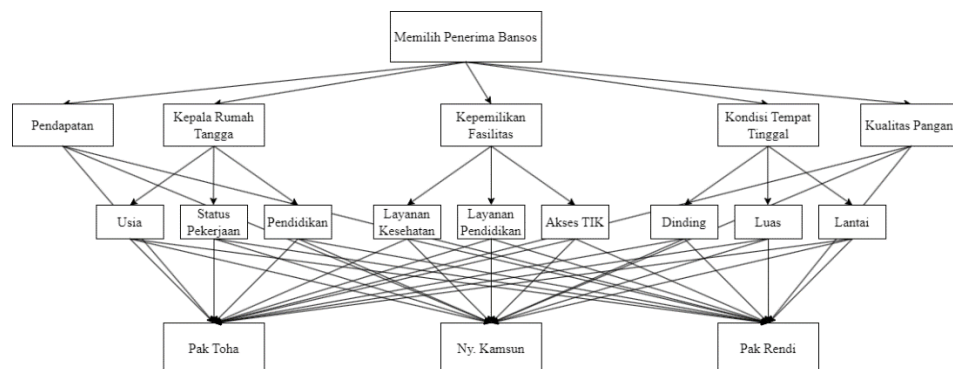 Memilih Penerima Bansos
Pendapatan
Kepala Rumah
Tangga
Kepemilikan
Fasilitas
Kondisi Tempat
Tinggal
Kualitas Pangan
Usia
Status
Pekerjaan
Pendidikan
Layanan
Kesehatan
Layanan
Pendidikan
Akses TIK
Dinding
Luas
Lantai
Pak Toha
Ny. Kamsun
Pak Rendi